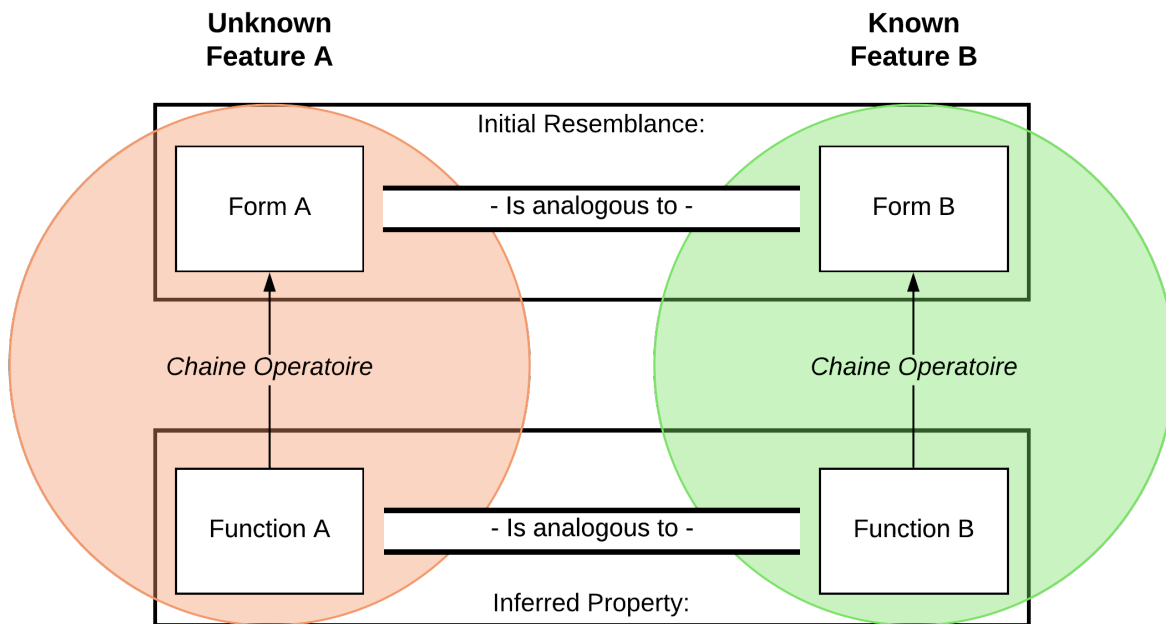 Unknown
Feature A
Known
Feature B
Initial Resemblance:
Form A
- Is analogous to -
Form B
Chaine Operatoire
Chaine Operatoire
Function A
- Is analogous to -
Function B
Inferred Property: